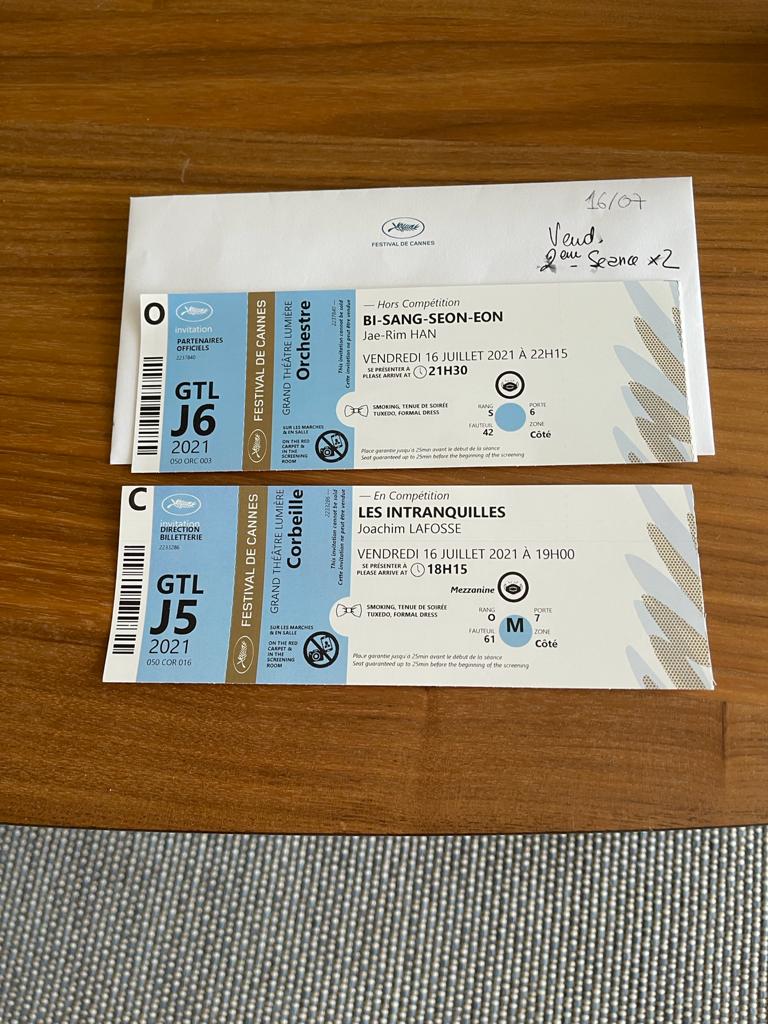 16/07
FESTIVAL DE CANNES
Vend.
2em Seance x2
O
invitation
PARTENAIRES
OFFICIELS
2237840
GTL
J6
2021
050 ORC 003
FESTIVAL DE CANNES
GRAND THÉÂTRE LUMIÈRE
Orchestre
2237840
This invitation cannot be sold
Cette invitation ne peut être vendue
SUR LES MARCHES
& EN SALLE
ON THE RED
CARPET &
IN THE
SCREENING
ROOM
— Hors Compétition
BI-SANG-SEON-EON
Jae-Rim HAN
VENDREDI 16 JUILLET 2021 À 22H15
SE PRÉSENTER À
PLEASE ARRIVE AT 21H30
SMOKING, TENUE DE SOIRÉE
TUXEDO, FORMAL DRESS
RANG
S
PORTE
6
FAUTEUIL
42
ZONE
Côté
Place garantie jusqu'à 25min avant le début de la séance
Seat guaranteed up to 25min before the beginning of the screening
C
invitation
DIRECTION
BILLETTERIE
2233286
GTL
J5
2021
050 COR 016
FESTIVAL DE CANNES
GRAND THÉÂTRE LUMIÈRE
Corbeille
2233286
This invitation cannot be sold
Cette invitation ne peut être vendue
SUR LES MARCHES
& EN SALLE
ON THE RED
CARPET &
IN THE
SCREENING
ROOM
— En Compétition
LES INTRANQUILLES
Joachim LAFOSSE
VENDREDI 16 JUILLET 2021 À 19H00
SE PRÉSENTER À
PLEASE ARRIVE AT 18H15
Mezzanine
SMOKING, TENUE DE SOIRÉE
TUXEDO, FORMAL DRESS
RANG
O
M
PORTE
7
FAUTEUIL
61
ZONE
Côté
Place garantie jusqu'à 25min avant le début de la séance
Seat guaranteed up to 25min before the beginning of the screening